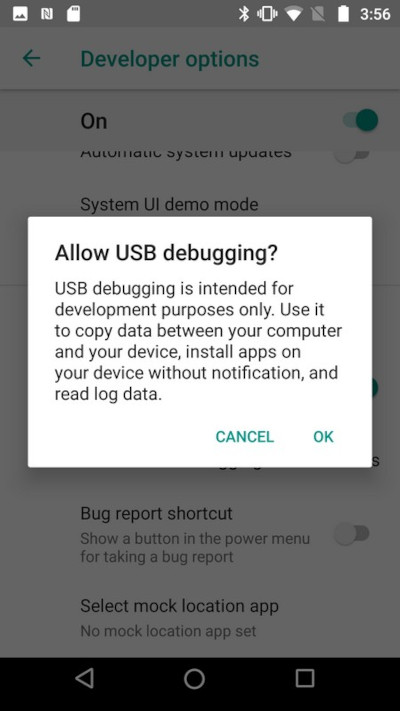 3:56
Developer options
On
Automatic system updates
System UI demo mode
Allow USB debugging?
USB debugging is intended for
development purposes only. Use it
to copy data between your computer
and your device, install apps on
your device without notification, and
read log data.
CANCEL OK
Bug report shortcut
Show a button in the power menu
for taking a bug report
Select mock location app
No mock location app set